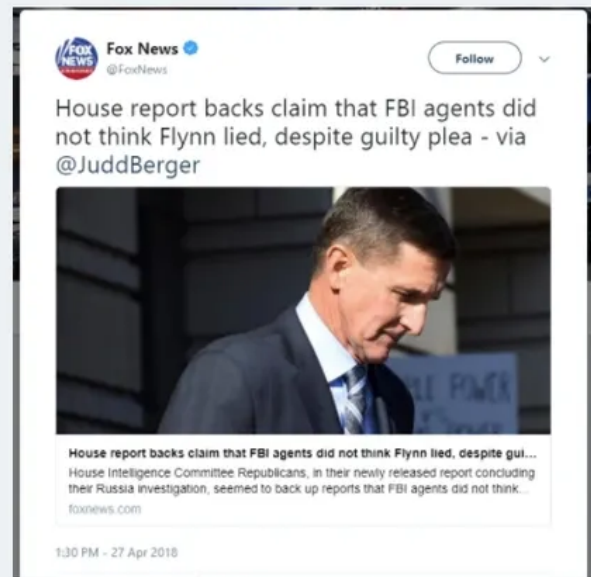 FOX
NEWS
Fox News
@FoxNews
Follow
House report backs claim that FBI agents did
not think Flynn lied, despite guilty plea - via
@JuddBerger
POWER
House report backs claim that FBI agents did not think Flynn lied, despite gui...
House Intelligence Committee Republicans, in their newly released report concluding
their Russia investigation, seemed to back up reports that FBI agents did not think...
foxnews.com
1:30 PM - 27 Apr 2018